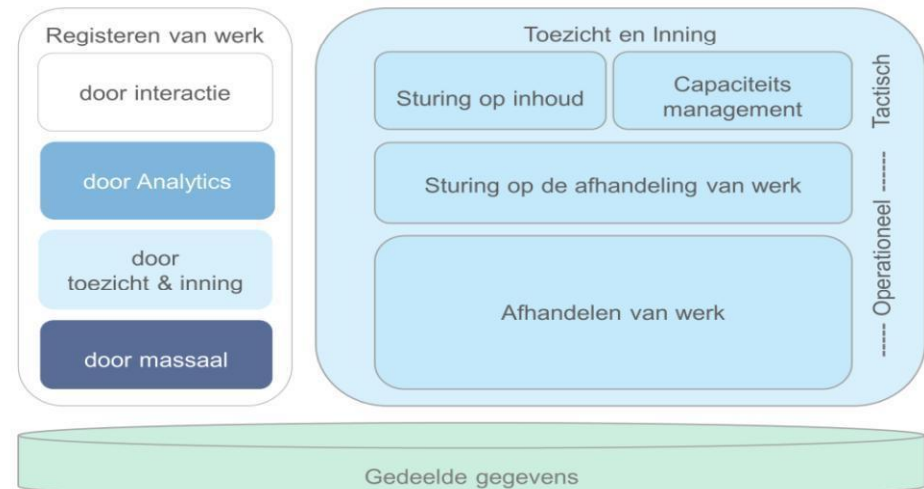 Registeren van werk
door interactie
door Analytics
door
toezicht & inning
door massaal
Toezicht en Inning
Sturing op inhoud
Capaciteits
management
Sturing op de afhandeling van werk
Afhandelen van werk
----- Operationeel ------ Tactisch
Gedeelde gegevens